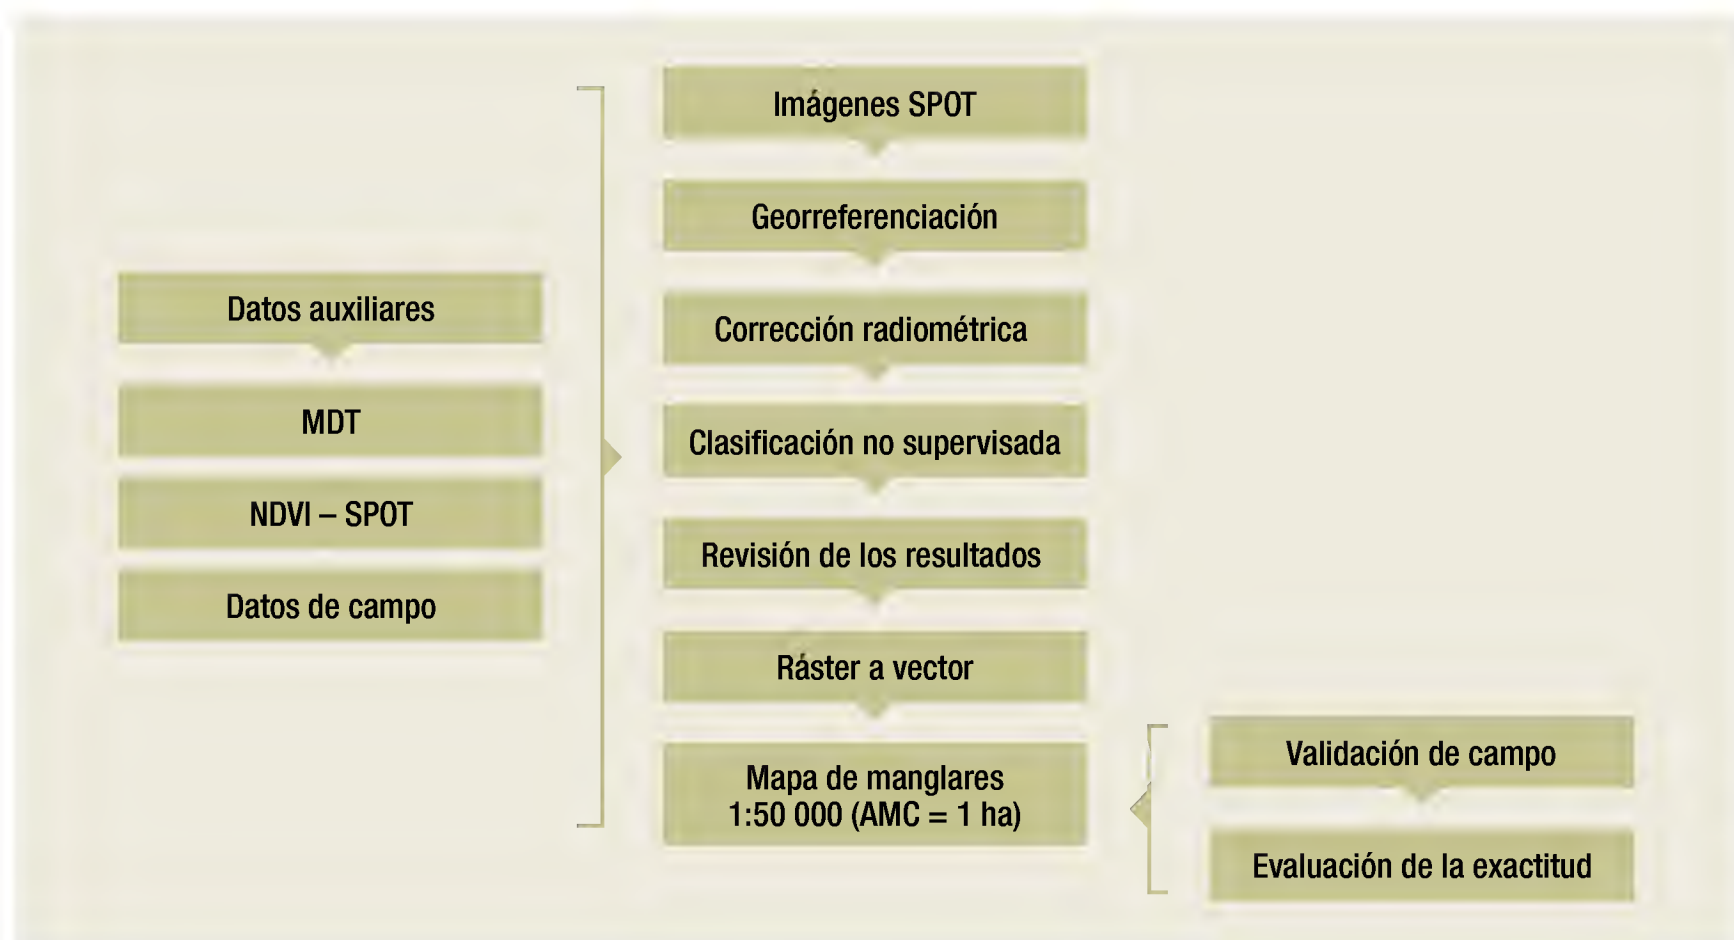 Datos auxiliares
MDT
NDVI – SPOT
Datos de campo
Imágenes SPOT
Georreferenciación
Corrección radiométrica
Clasificación no supervisada
Revisión de los resultados
Ráster a vector
Mapa de manglares
1:50 000 (AMC = 1 ha)
Validación de campo
Evaluación de la exactitud